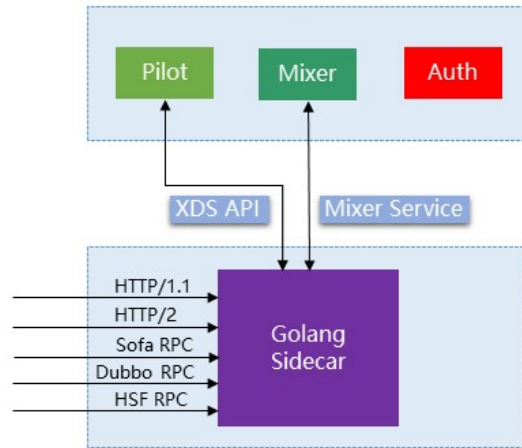 Pilot
Mixer
Auth
XDS API
Mixer Service
HTTP/1.1
HTTP/2
Sofa RPC
Dubbo RPC
HSF RPC
Golang
Sidecar